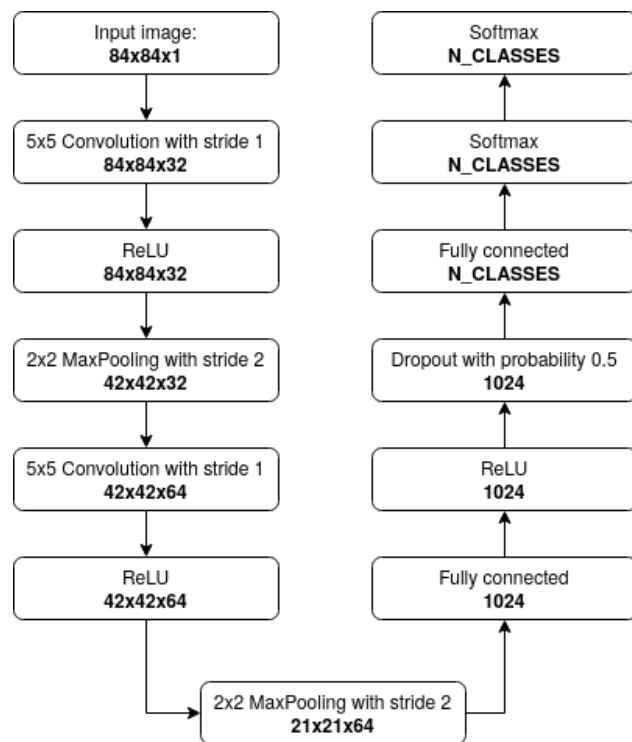 Input image:
84x84x1
5x5 Convolution with stride 1
84x84x32
ReLU
84x84x32
2x2 MaxPooling with stride 2
42x42x32
5x5 Convolution with stride 1
42x42x64
ReLU
42x42x64
2x2 MaxPooling with stride 2
21x21x64
Fully connected
1024
ReLU
1024
Dropout with probability 0.5
1024
Fully connected
N_CLASSES
Softmax
N_CLASSES
Softmax
N_CLASSES